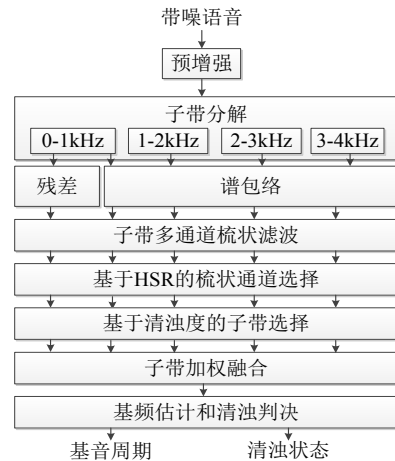 带噪语音
预增强
子带分解
0-1kHz 1-2kHz 2-3kHz 3-4kHz
残差 谱包络
子带多通道梳状滤波
基于HSR的梳状通道选择
基于清浊度的子带选择
子带加权融合
基频估计和清浊判决
基音周期 清浊状态